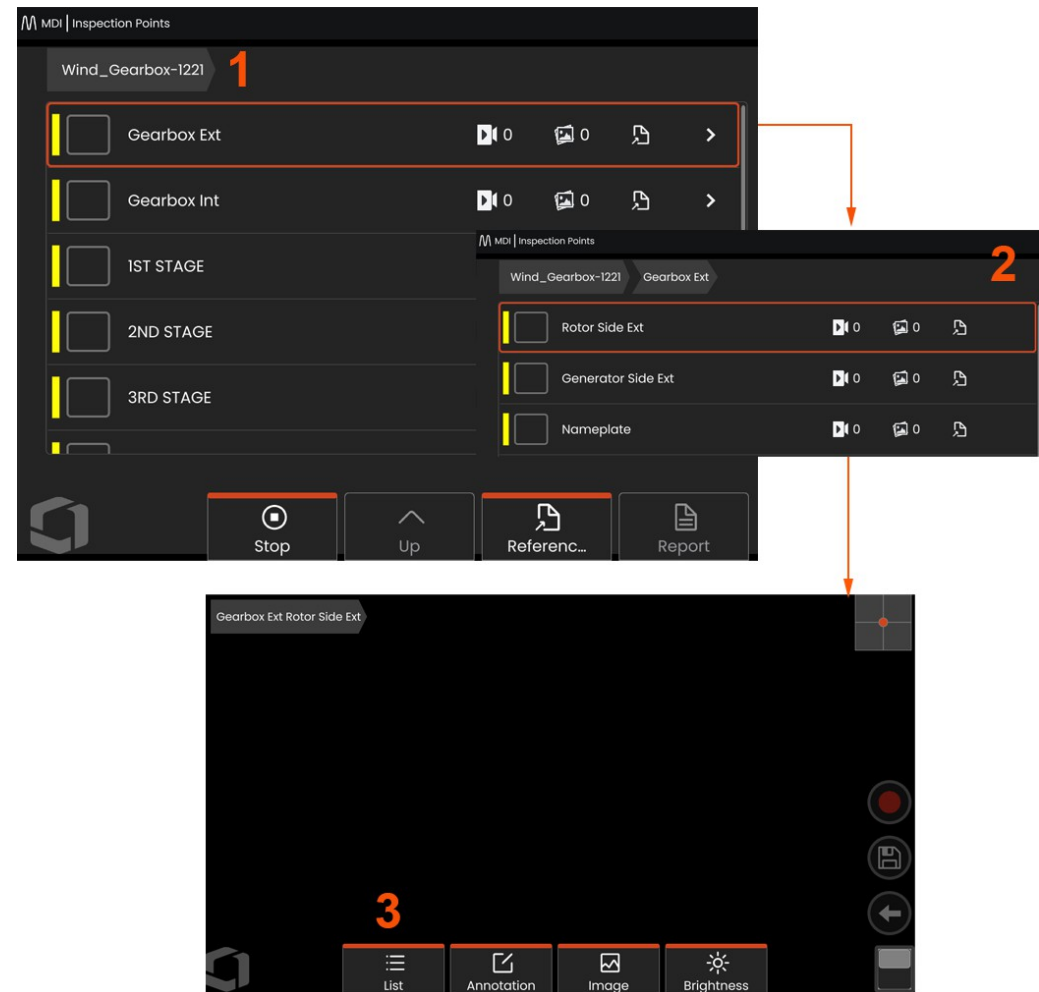 MDI | Inspection Points
Wind_Gearbox-1221 1
Gearbox Ext 0 0
Gearbox Int 0 0
1ST STAGE
2ND STAGE
3RD STAGE
Stop Up Referenc... Report
MDI | Inspection Points
2
Wind_Gearbox-1221 Gearbox Ext
Rotor Side Ext 0 0
Generator Side Ext 0 0
Nameplate 0 0
Gearbox Ext Rotor Side Ext
3
List Annotation Image Brightness